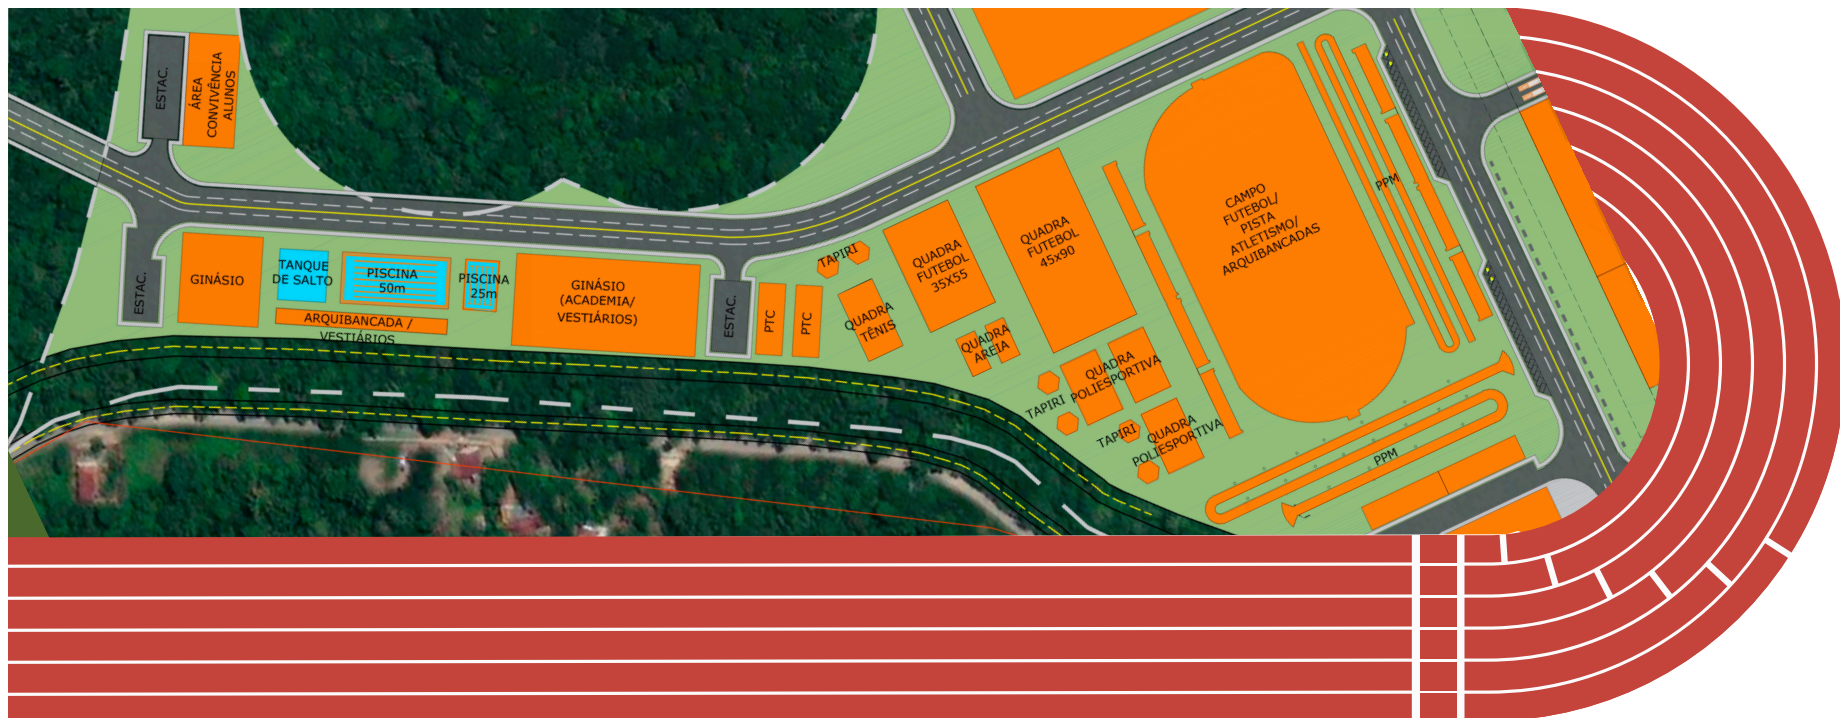 ESTAC.
ÁREA
CONVIVÊNCIA
ALUNOS
ESTAC.
GINÁSIO
TANQUE
DE SALTO
PISCINA
50m
PISCINA
25m
ARQUIBANCADA /
VESTIÁRIOS
GINÁSIO
(ACADEMIA/
VESTIÁRIOS)
ESTAC.
PTC
PTC
TAPIRI
QUADRA
TÊNIS
QUADRA
FUTEBOL
35X55
QUADRA
AREIA
QUADRA
FUTEBOL
45x90
TAPIRI
QUADRA
POLIESPORTIVA
TAPIRI
QUADRA
POLIESPORTIVA
CAMPO
FUTEBOL/
PISTA
ATLETISMO/
ARQUIBANCADAS
PPM
PPM